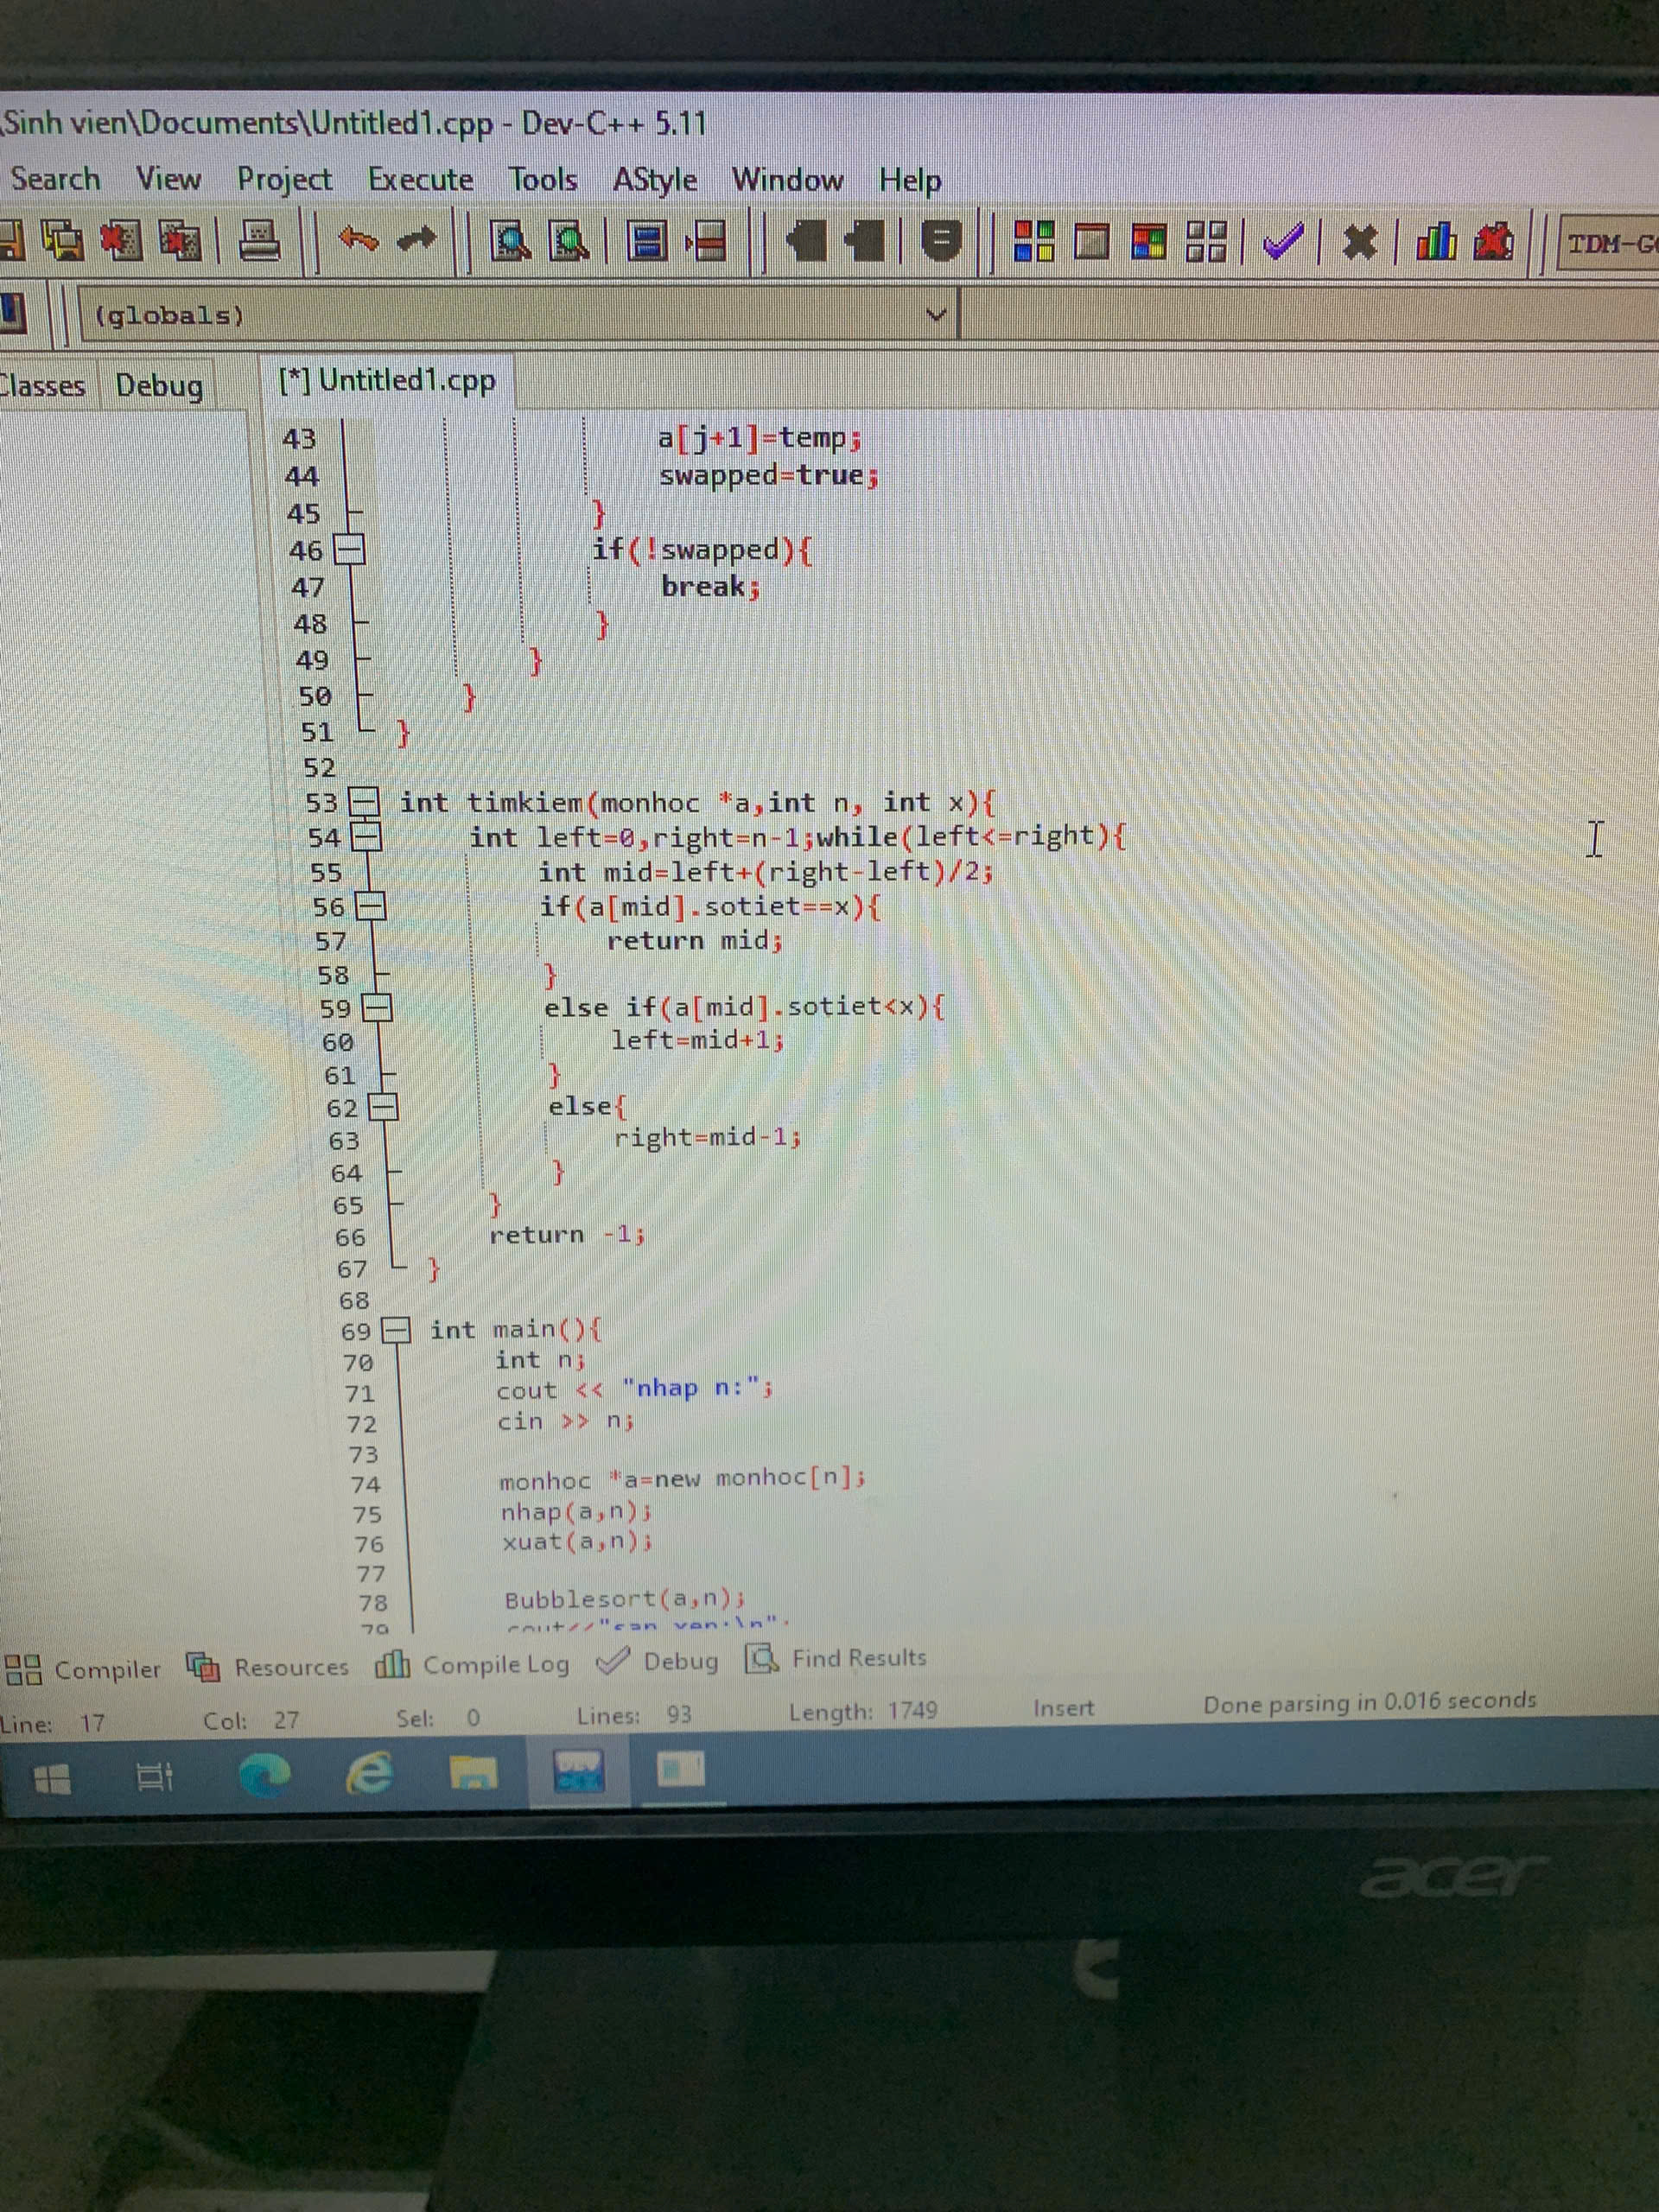 Sinh vien\Documents\Untitled1.cpp - Dev-C++ 5.11
Search View Project Execute Tools AStyle Window Help
(globals)
Classes Debug [*] Untitled1.cpp
43 a[j+1]=temp;
44 swapped=true;
45 }
46 if(!swapped){
47 break;
48 }
49 }
50 }
51 }
52
53 int timkiem(monhoc *a,int n, int x){
54 int left=0,right=n-1;while(left<=right){
55 int mid=left+(right-left)/2;
56 if(a[mid].sotiet==x){
57 return mid;
58 }
59 else if(a[mid].sotiet<x){
60 left=mid+1;
61 }
62 else{
63 right=mid-1;
64 }
65 }
66 return -1;
67 }
68
69 int main(){
70 int n;
71 cout << "nhap n:";
72 cin >> n;
73
74 monhoc *a=new monhoc[n];
75 nhap(a,n);
76 xuat(a,n);
77
78 Bubblesort(a,n);
79
Compiler Resources Compile Log Debug Find Results
Line: 17 Col: 27 Sel: 0 Lines: 93 Length: 1749 Insert Done parsing in 0.016 seconds
acer